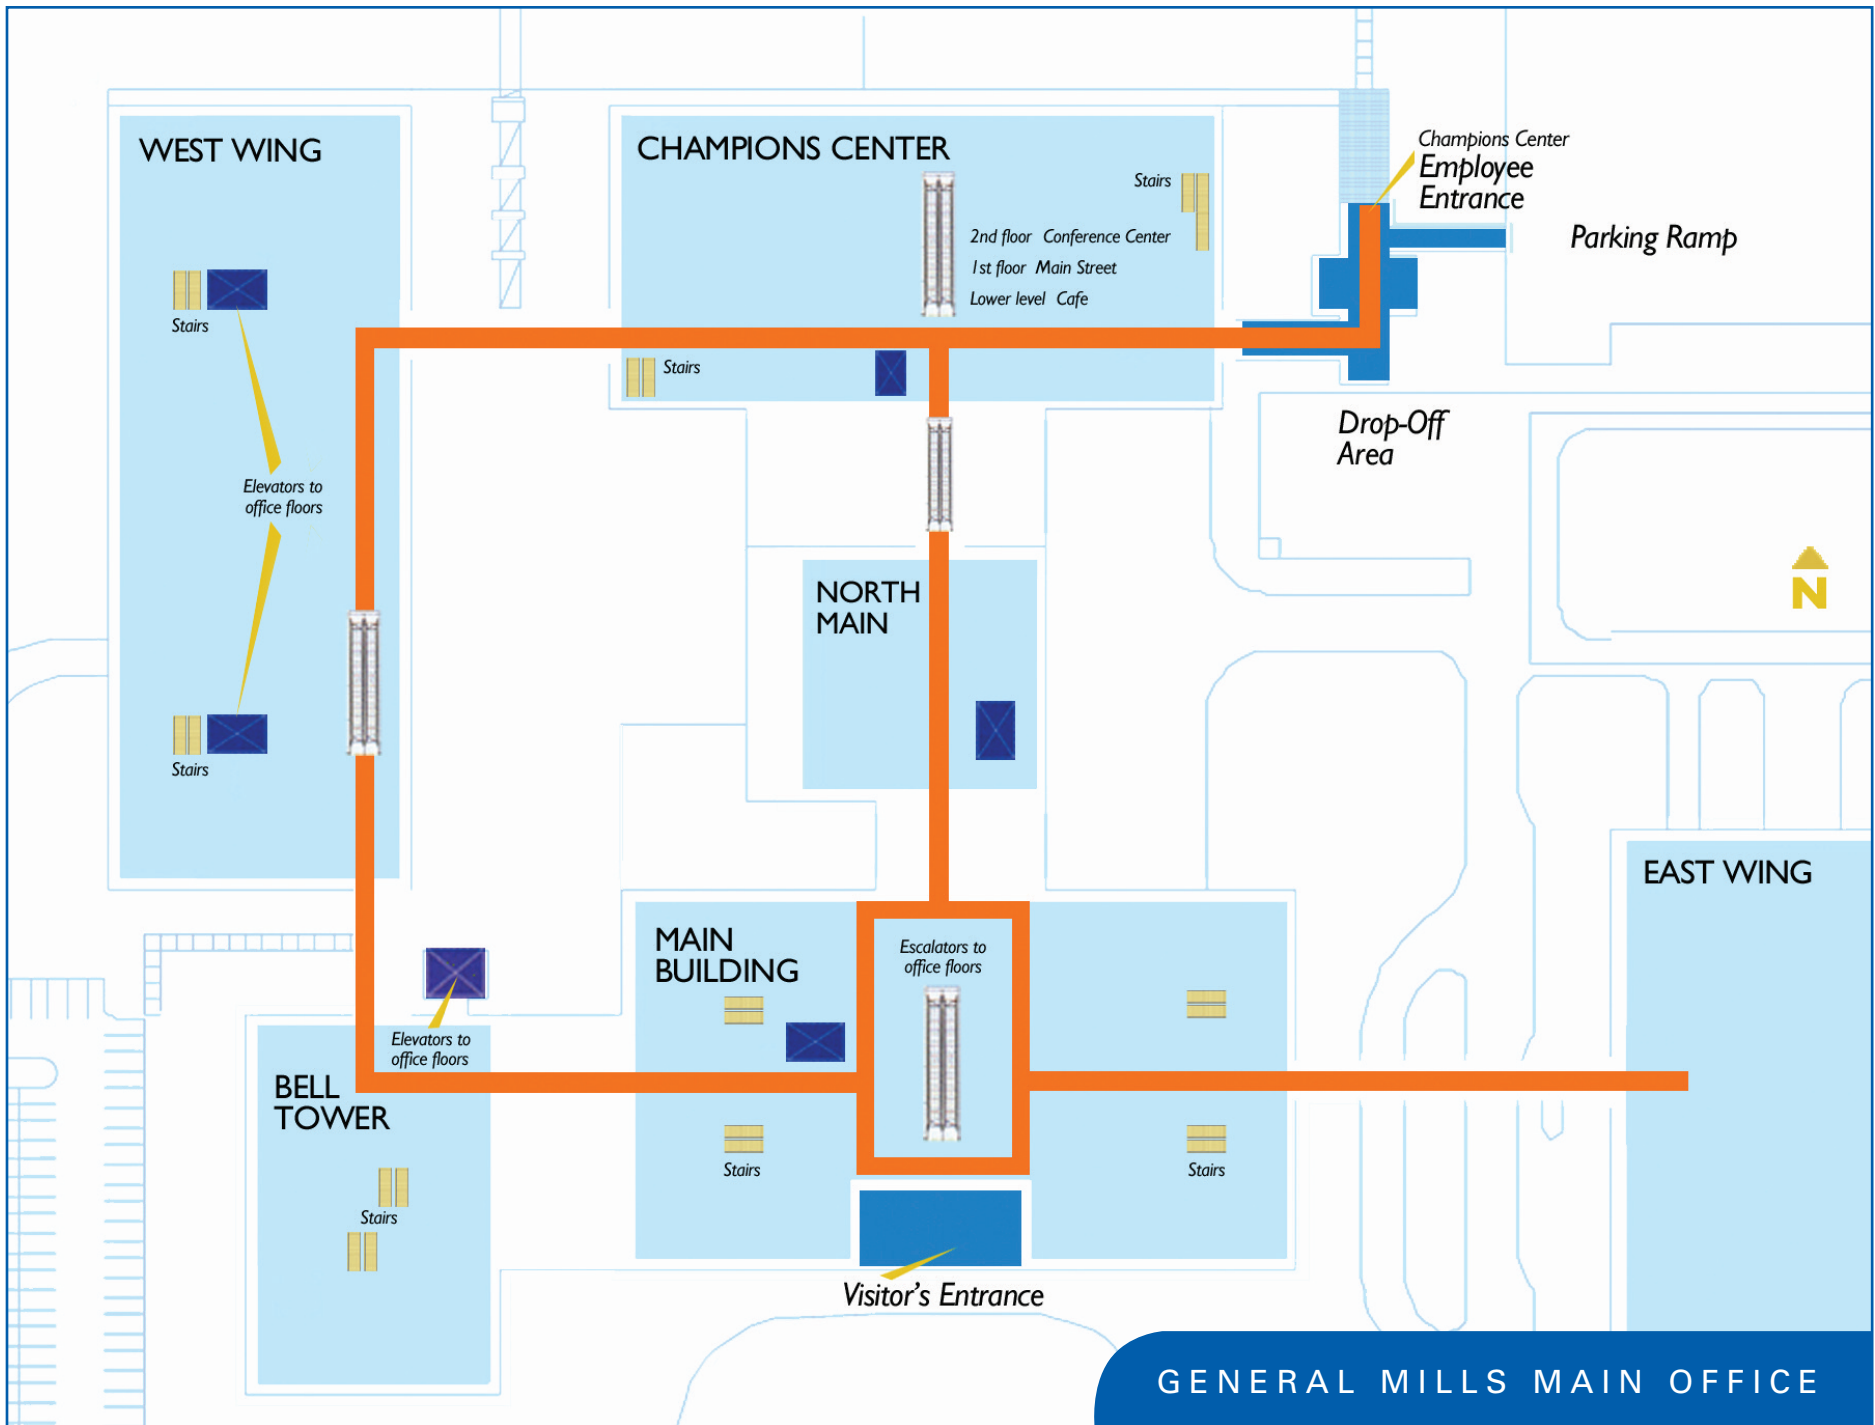 WEST WING
CHAMPIONS CENTER
Champions Center
Employee
Entrance
Stairs
Parking Ramp
2nd floor Conference Center
1st floor Main Street
Lower level Cafe
Stairs
Stairs
Drop-Off
Area
Elevators to
office floors
NORTH
MAIN
N
Stairs
EAST WING
MAIN
BUILDING
Escalators to
office floors
Elevators to
office floors
BELL
TOWER
Stairs
Stairs
Stairs
Visitor's Entrance
GENERAL MILLS MAIN OFFICE